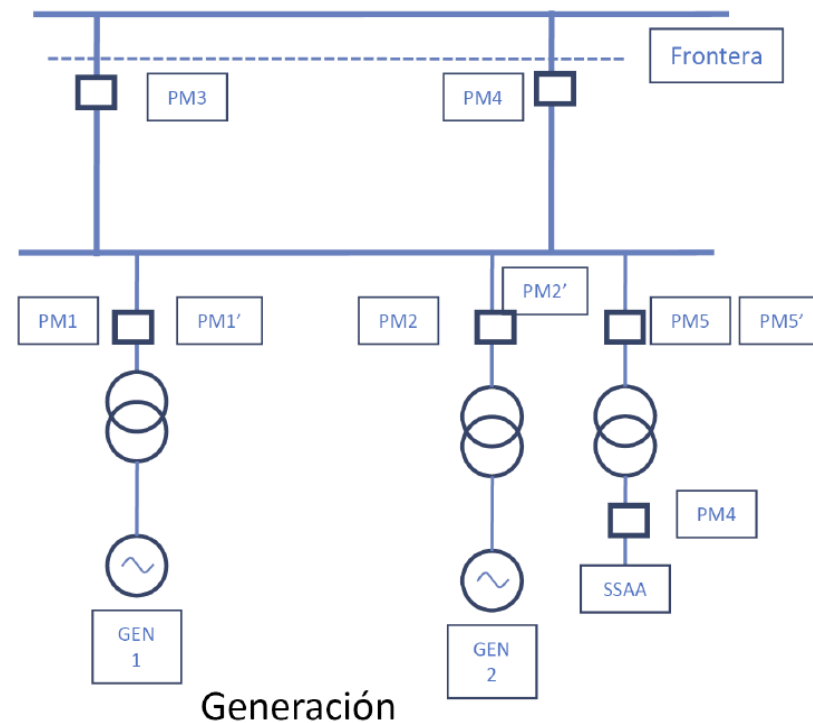 Frontera
PM3
PM4
PM1
PM1′
PM2
PM2′
PM5
PM5′
PM4
SSAA
GEN
1
GEN
2
Generación